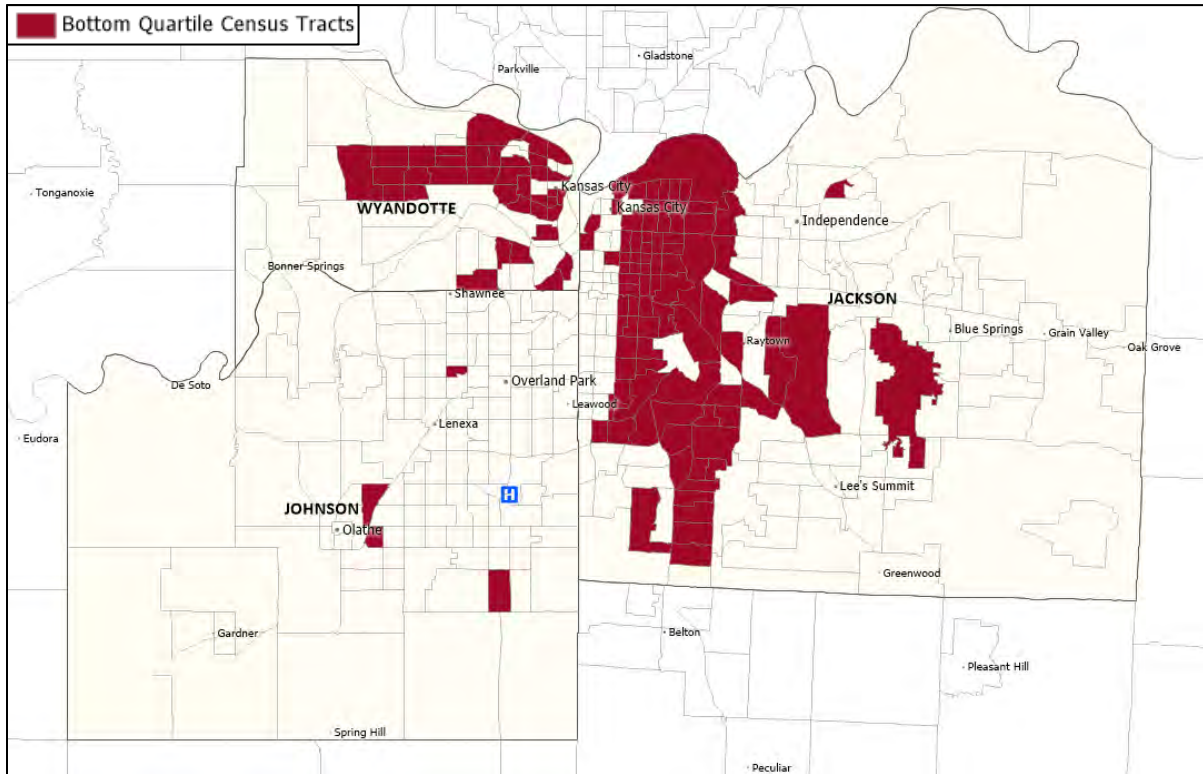 Bottom Quartile Census Tracts
Gladstone
Parkville
Tonganoxie
Kansas City
Kansas City
WYANDOTTE
Independence
Bonner Springs
Shawnee
JACKSON
Blue Springs
Grain Valley
Raytown
Oak Grove
De Soto
Overland Park
Leawood
Eudora
Lenexa
Lee's Summit
H
JOHNSON
Olathe
Greenwood
Gardner
Belton
Pleasant Hill
Spring Hill
Peculiar